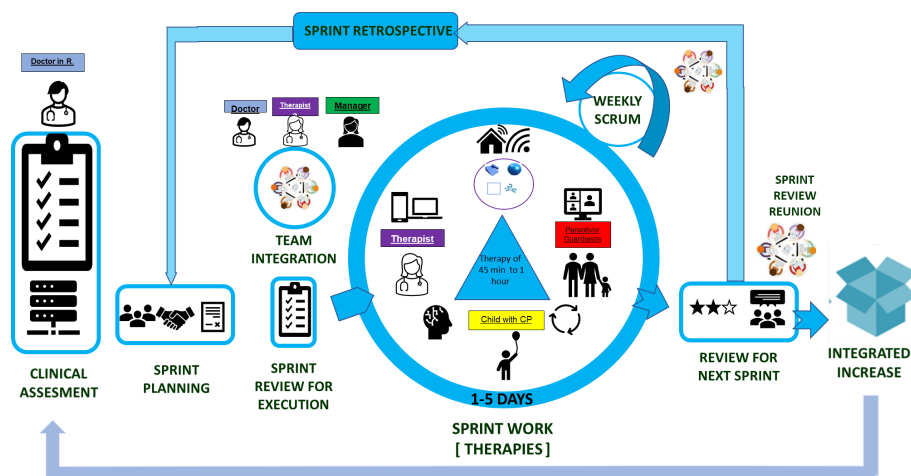 SPRINT RETROSPECTIVE
Doctor in R.
Doctor
Therapist
Manager
WEEKLY
SCRUM
TEAM
INTEGRATION
Therapist
Parents/or
Guardians
Therapy of
45 min to 1
hour
Child with CP
SPRINT
REVIEW
REUNION
CLINICAL
ASSESMENT
SPRINT
PLANNING
SPRINT
REVIEW FOR
EXECUTION
1-5 DAYS
SPRINT WORK
[ THERAPIES ]
REVIEW FOR
NEXT SPRINT
INTEGRATED
INCREASE